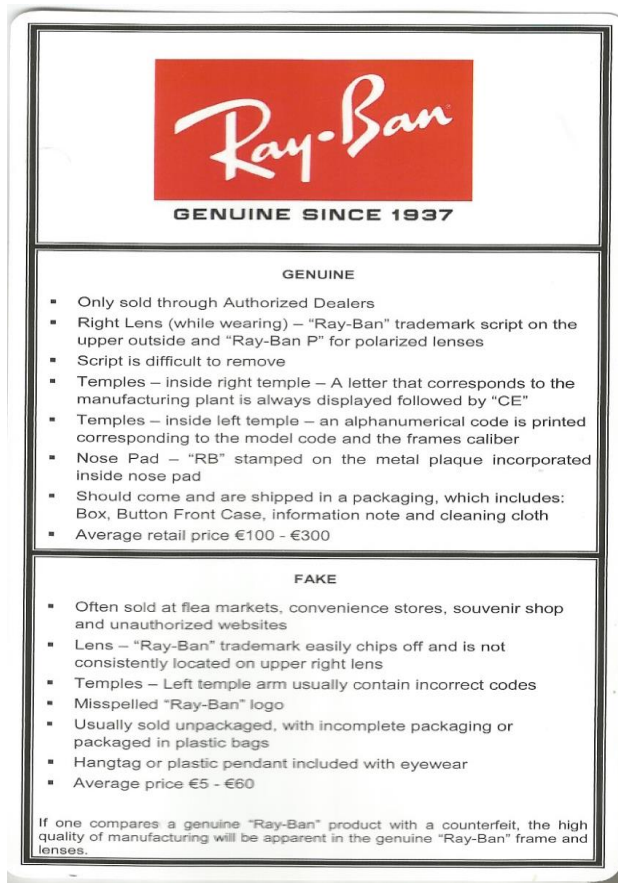 Ray-Ban
GENUINE SINCE 1937
GENUINE
▪ Only sold through Authorized Dealers
▪ Right Lens (while wearing) – “Ray-Ban” trademark script on the
upper outside and “Ray-Ban P” for polarized lenses
▪ Script is difficult to remove
▪ Temples – inside right temple – A letter that corresponds to the
manufacturing plant is always displayed followed by “CE”
▪ Temples – inside left temple – an alphanumerical code is printed
corresponding to the model code and the frames caliber
▪ Nose Pad – “RB” stamped on the metal plaque incorporated
inside nose pad
▪ Should come and are shipped in a packaging, which includes:
Box, Button Front Case, information note and cleaning cloth
▪ Average retail price €100 - €300
FAKE
▪ Often sold at flea markets, convenience stores, souvenir shop
and unauthorized websites
▪ Lens – “Ray-Ban” trademark easily chips off and is not
consistently located on upper right lens
▪ Temples – Left temple arm usually contain incorrect codes
▪ Misspelled “Ray-Ban” logo
▪ Usually sold unpackaged, with incomplete packaging or
packaged in plastic bags
▪ Hangtag or plastic pendant included with eyewear
▪ Average price €5 - €60
If one compares a genuine “Ray-Ban” product with a counterfeit, the high
quality of manufacturing will be apparent in the genuine “Ray-Ban” frame and
lenses.